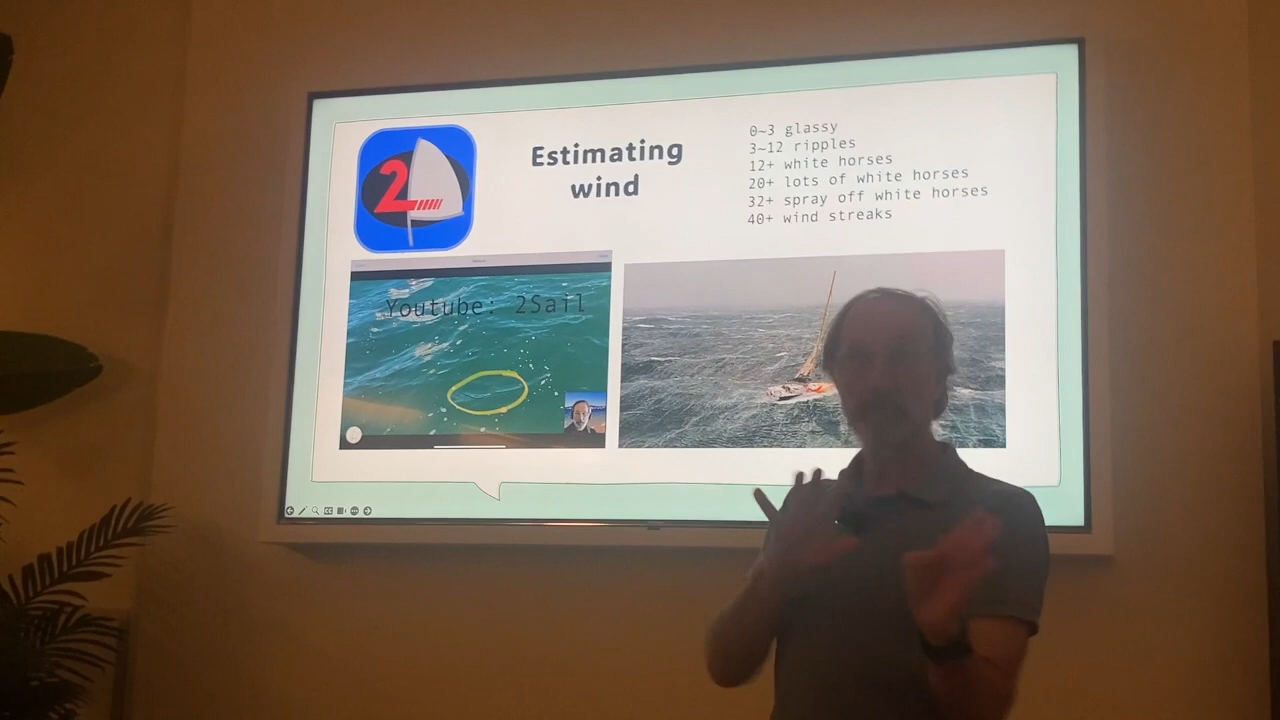 2
Estimating
wind
0~3 glassy
3~12 ripples
12+ white horses
20+ lots of white horses
32+ spray off white horses
40+ wind streaks
Youtube: 2Sail